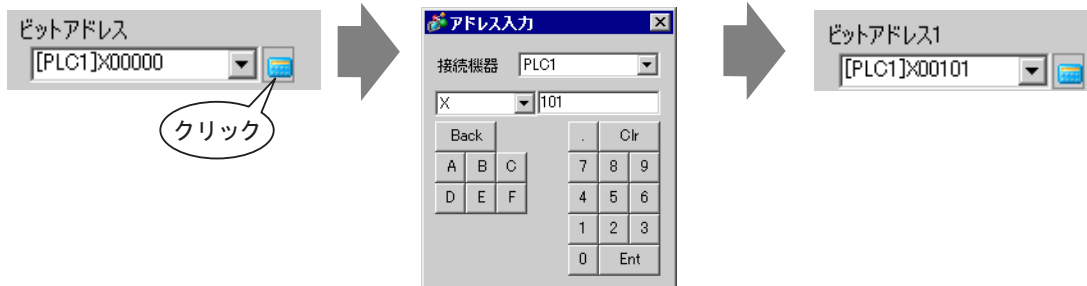 ビットアドレス
[PLC1]X00000
クリック
アドレス入力
接続機器 PLC1
X 101
Back . Clr
A B C 7 8 9
D E F 4 5 6
1 2 3
0 Ent
ビットアドレス1
[PLC1]X00101